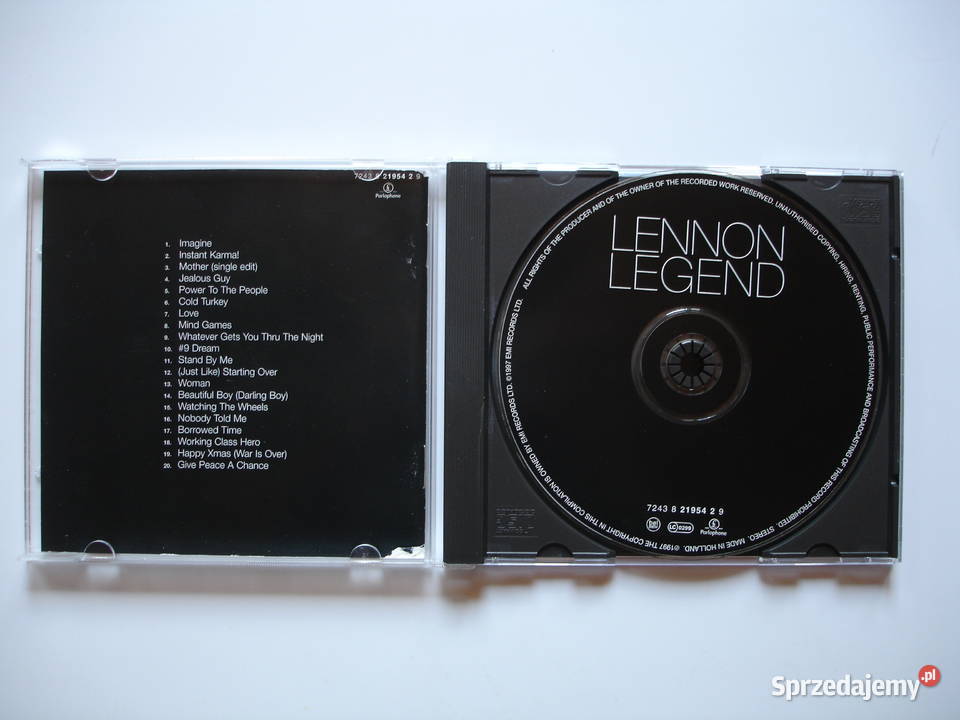 7243 8 21954 2 9
Parlophone
1. Imagine
2. Instant Karma!
3. Mother (single edit)
4. Jealous Guy
5. Power To The People
6. Cold Turkey
7. Love
8. Mind Games
9. Whatever Gets You Thru The Night
10. #9 Dream
11. Stand By Me
12. (Just Like) Starting Over
13. Woman
14. Beautiful Boy (Darling Boy)
15. Watching The Wheels
16. Nobody Told Me
17. Borrowed Time
18. Working Class Hero
19. Happy Xmas (War Is Over)
20. Give Peace A Chance
LENNON
LEGEND
ALL RIGHTS OF THE PRODUCER AND OF THE OWNER OF THE RECORDED WORK RESERVED. UNAUTHORISED COPYING, HIRING, RENTING, PUBLIC PERFORMANCE AND BROADCASTING OF THIS RECORD PROHIBITED. STEREO. MADE IN HOLLAND. ℗1997 THE COPYRIGHT IN THIS COMPILATION IS OWNED BY EMI RECORDS LTD. ©1997 EMI RECORDS LTD.
7243 8 21954 2 9
LC 0299
Parlophone
Sprzedajemy.pl